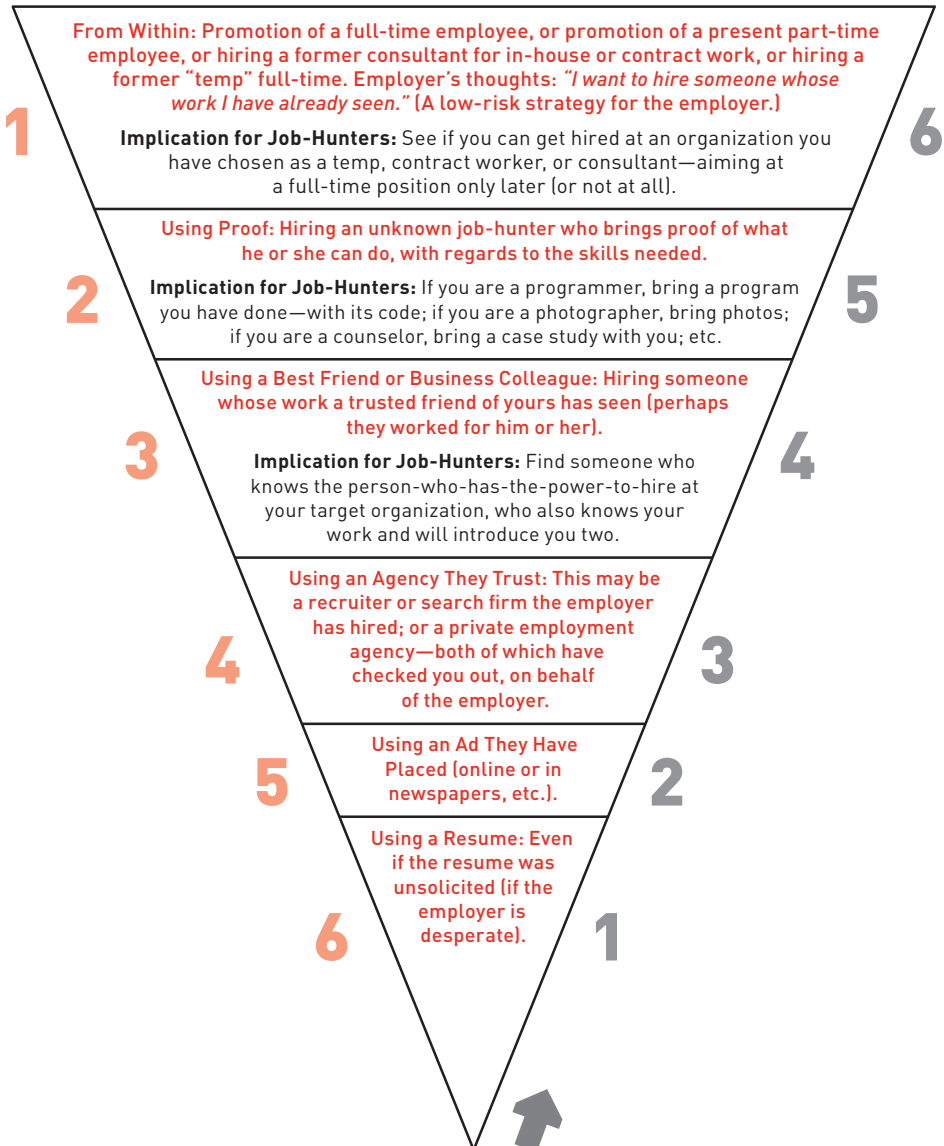 From Within: Promotion of a full-time employee, or promotion of a present part-time
employee, or hiring a former consultant for in-house or contract work, or hiring a
former “temp” full-time. Employer’s thoughts: “I want to hire someone whose
work I have already seen.” (A low-risk strategy for the employer.)
1
6
Implication for Job-Hunters: See if you can get hired at an organization you
have chosen as a temp, contract worker, or consultant—aiming at
a full-time position only later (or not at all).
Using Proof: Hiring an unknown job-hunter who brings proof of what
he or she can do, with regards to the skills needed.
2
5
Implication for Job-Hunters: If you are a programmer, bring a program
you have done—with its code; if you are a photographer, bring photos;
if you are a counselor, bring a case study with you; etc.
Using a Best Friend or Business Colleague: Hiring someone
whose work a trusted friend of yours has seen (perhaps
they worked for him or her).
3
4
Implication for Job-Hunters: Find someone who
knows the person-who-has-the-power-to-hire at
your target organization, who also knows your
work and will introduce you two.
Using an Agency They Trust: This may be
a recruiter or search firm the employer
has hired; or a private employment
agency—both of which have
checked you out, on behalf
of the employer.
4
3
Using an Ad They Have
Placed (online or in
newspapers, etc.).
5
2
Using a Resume: Even
if the resume was
unsolicited (if the
employer is
desperate).
6
1